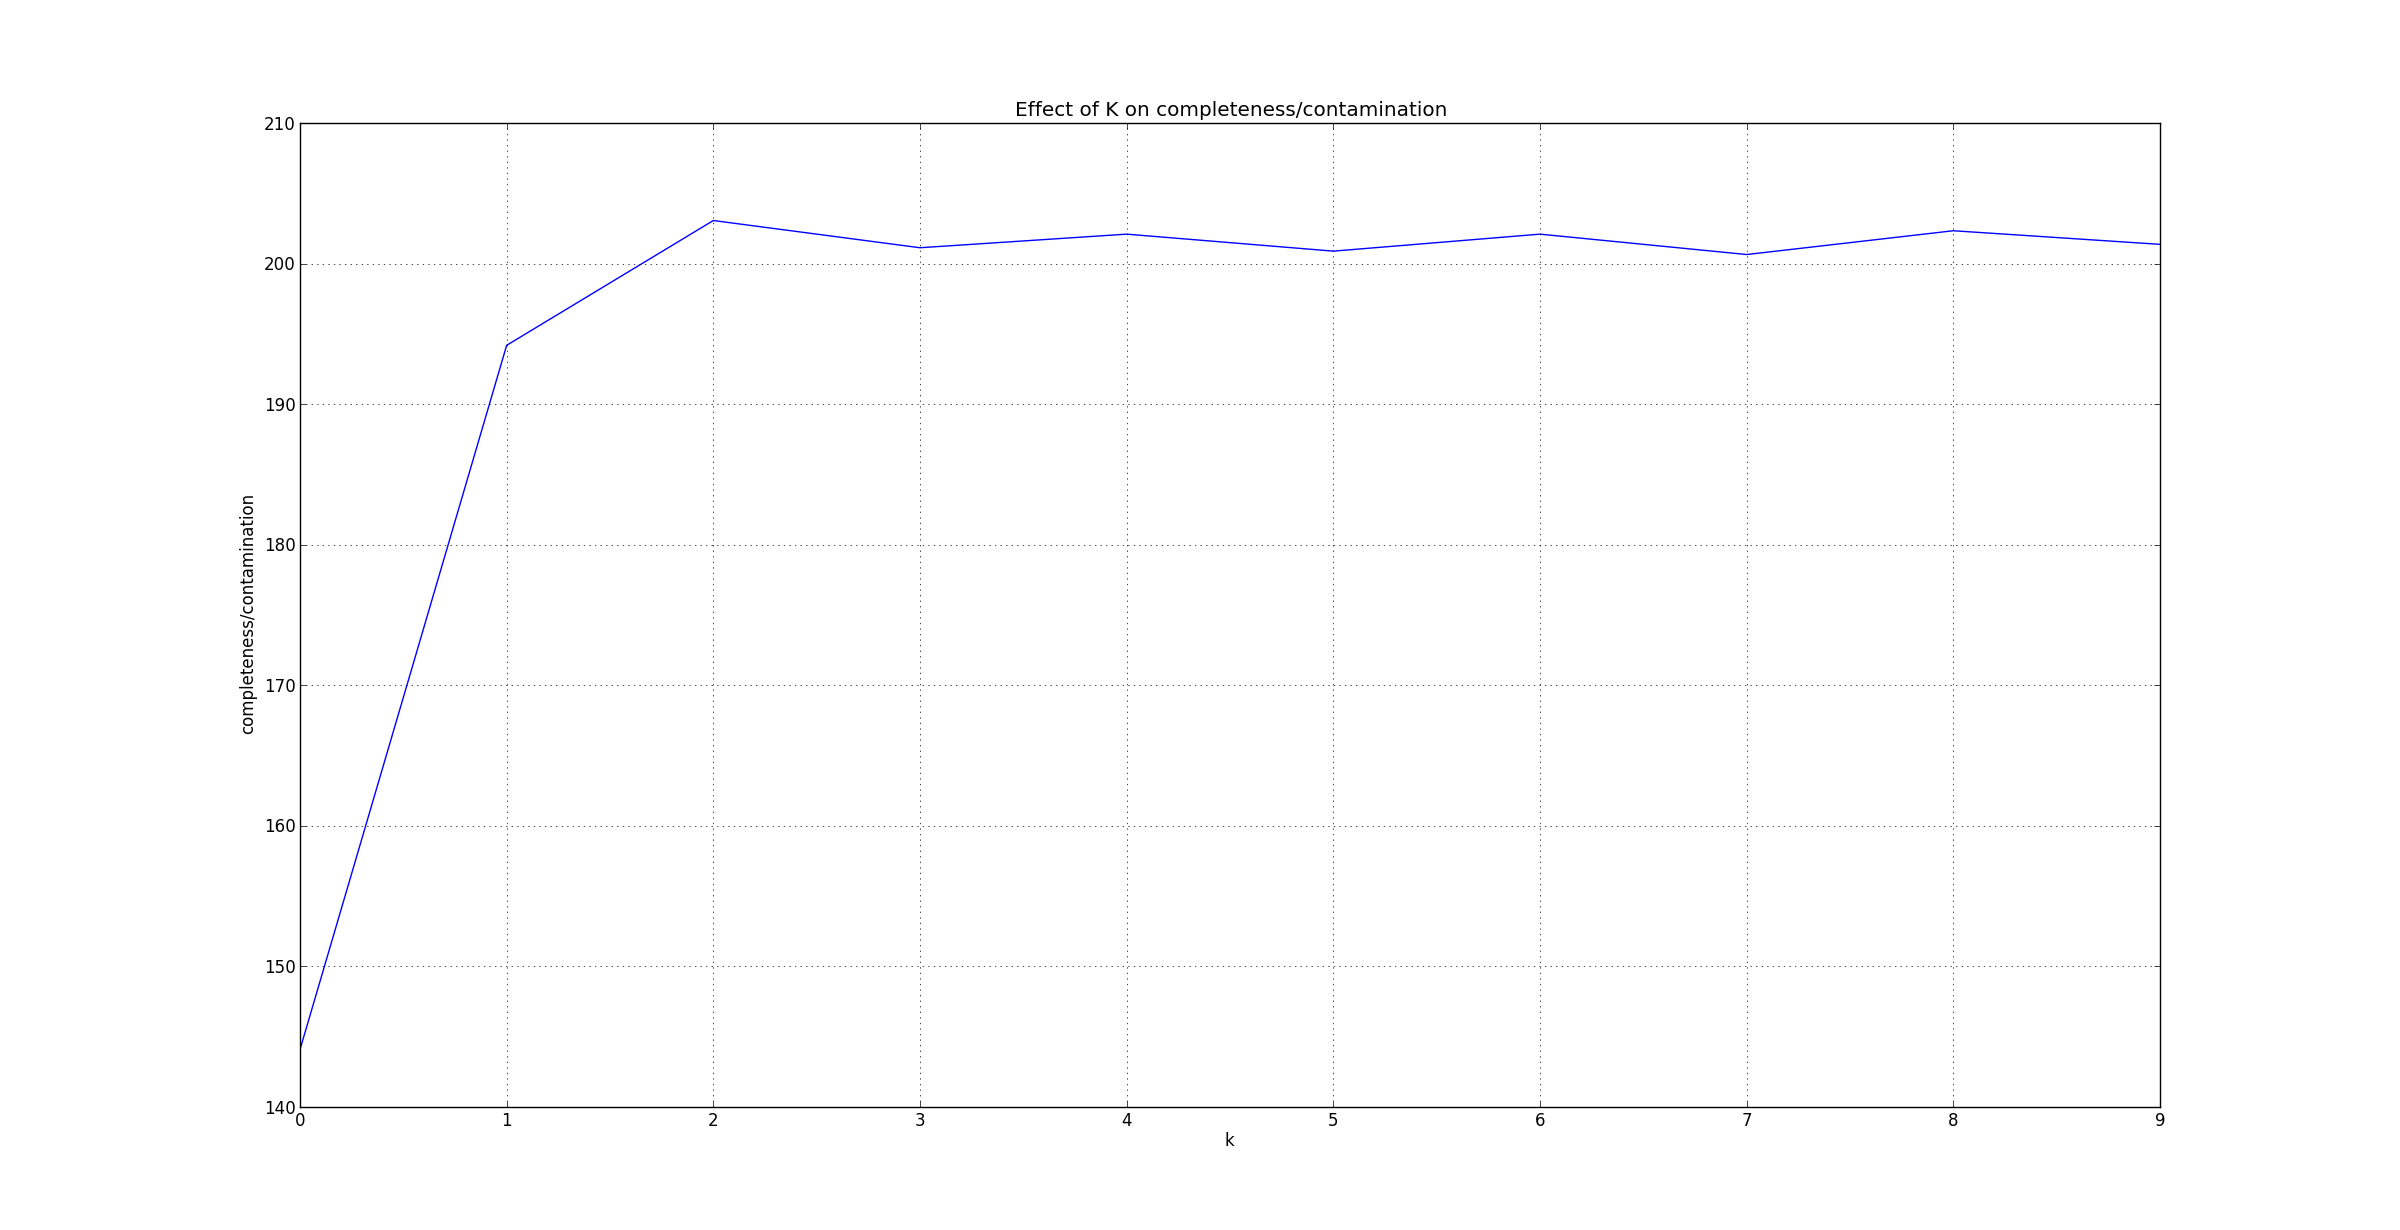 Effect of K on completeness/contamination
210
200
190
180
170
160
150
140
completeness/contamination
0 1 2 3 4 5 6 7 8 9
k